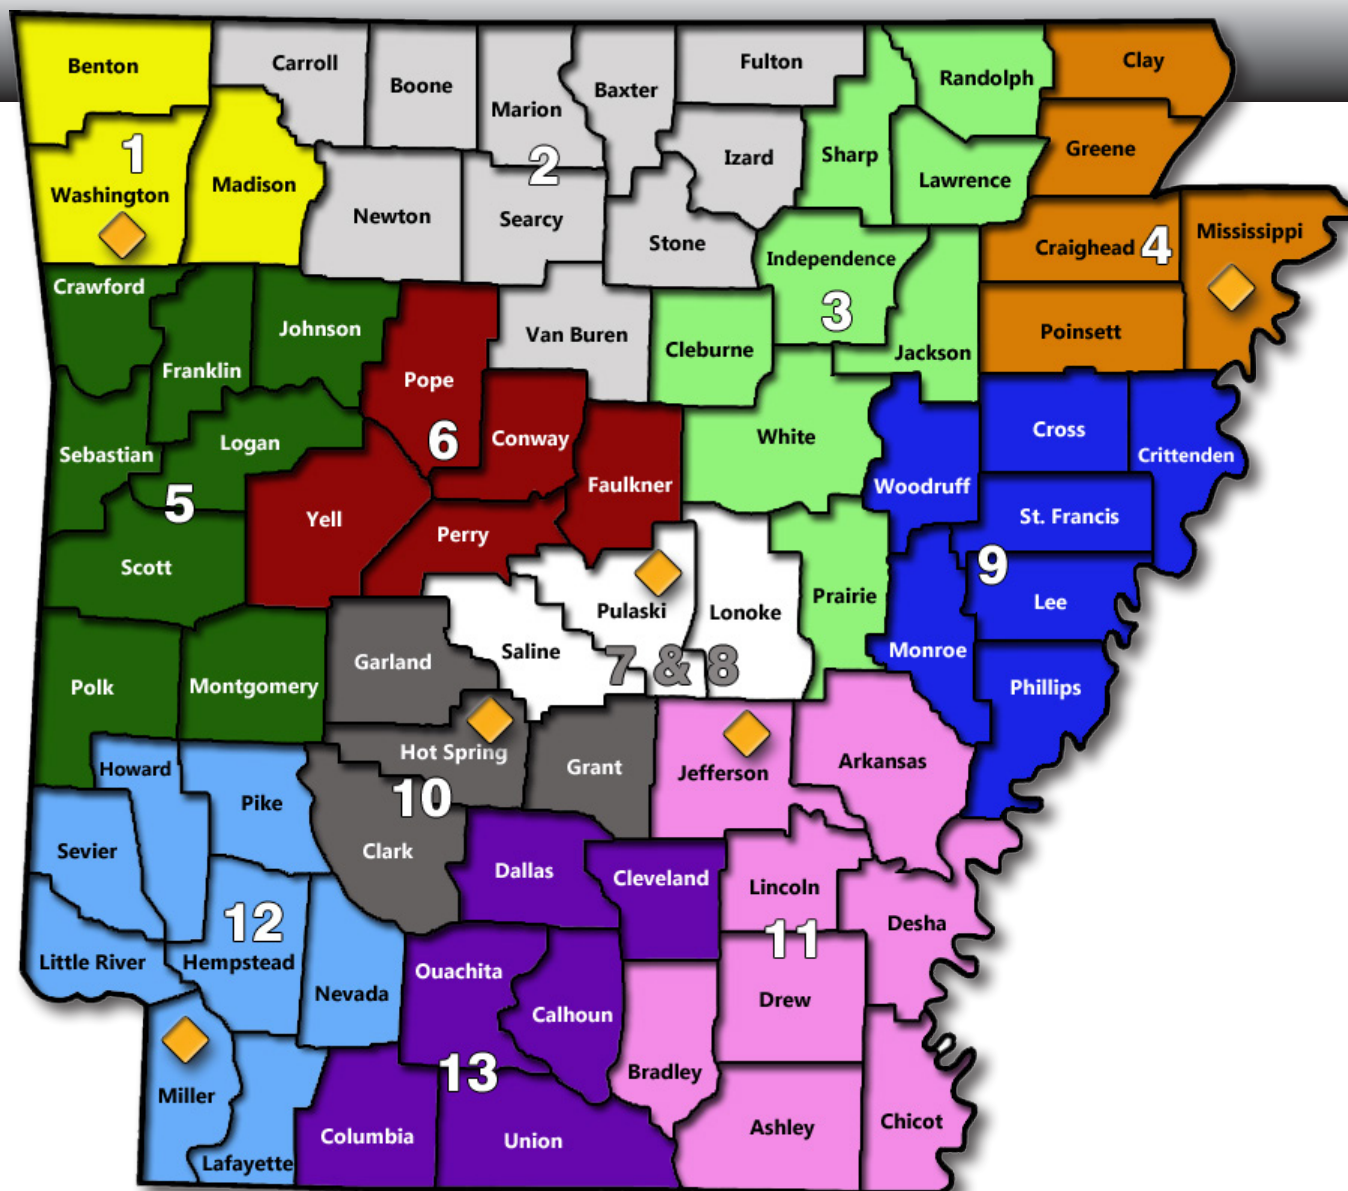 Benton
Carroll
Boone
Marion
Baxter
Fulton
Randolph
Clay
1
Washington
Madison
Newton
2
Searcy
Stone
Izard
Sharp
Lawrence
Greene
Craighead
4
Mississippi
Crawford
Franklin
Johnson
Pope
Van Buren
Cleburne
Independence
3
Jackson
Poinsett
Sebastian
Logan
6
Conway
Faulkner
White
Woodruff
Cross
Crittenden
5
Scott
Yell
Perry
Pulaski
Lonoke
Prairie
St. Francis
9
Lee
Monroe
Phillips
Polk
Montgomery
Garland
Saline
7 & 8
Hot Spring
Grant
Jefferson
Arkansas
Howard
Pike
10
Clark
Sevier
Dallas
Cleveland
Lincoln
11
Desha
12
Little River
Hempstead
Nevada
Ouachita
Calhoun
Drew
13
Bradley
Miller
Lafayette
Columbia
Union
Ashley
Chicot